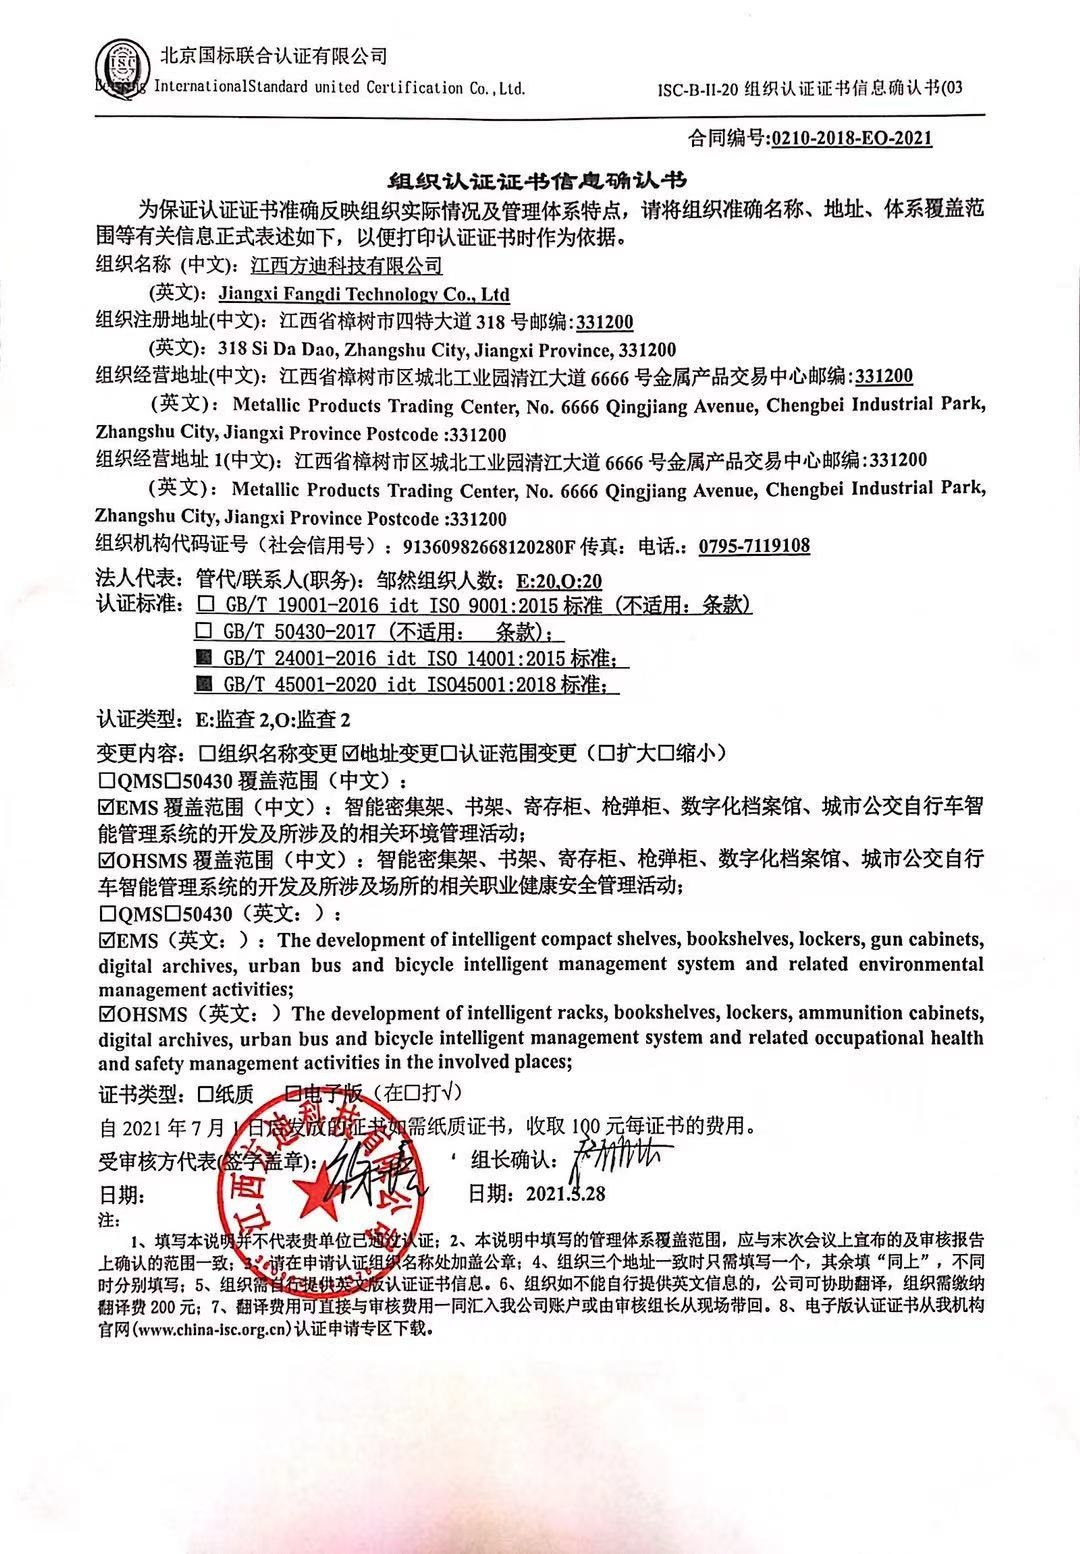 北京国标联合认证有限公司
InternationalStandard united Certification Co.,Ltd.
ISC-B-II-20 组织认证证书信息确认书(03
合同编号:0210-2018-EO-2021
组织认证证书信息确认书
为保证认证证书准确反映组织实际情况及管理体系特点，请将组织准确名称、地址、体系覆盖范
围等有关信息正式表述如下，以便打印认证证书时作为依据。
组织名称（中文）：江西方迪科技有限公司
(英文)：Jiangxi Fangdi Technology Co., Ltd
组织注册地址(中文)：江西省樟树市四特大道 318 号邮编:331200
(英文)：318 Si Da Dao, Zhangshu City, Jiangxi Province, 331200
组织经营地址(中文)：江西省樟树市区城北工业园清江大道 6666 号金属产品交易中心邮编:331200
(英文)：Metallic Products Trading Center, No. 6666 Qingjiang Avenue, Chengbei Industrial Park,
Zhangshu City, Jiangxi Province Postcode :331200
组织经营地址 1(中文)：江西省樟树市区城北工业园清江大道 6666 号金属产品交易中心邮编:331200
(英文)：Metallic Products Trading Center, No. 6666 Qingjiang Avenue, Chengbei Industrial Park,
Zhangshu City, Jiangxi Province Postcode :331200
组织机构代码证号（社会信用号）：91360982668120280F 传真：电话.：0795-7119108
法人代表：管代/联系人(职务)：邹然组织人数：E:20,O:20
认证标准：□ GB/T 19001-2016 idt ISO 9001:2015 标准（不适用：条款）
□ GB/T 50430-2017（不适用： 条款）；
■ GB/T 24001-2016 idt ISO 14001:2015 标准；
■ GB/T 45001-2020 idt ISO45001:2018 标准；
认证类型：E:监查 2,O:监查 2
变更内容：□组织名称变更☑地址变更□认证范围变更（□扩大□缩小）
□QMS□50430 覆盖范围（中文）：
☑EMS 覆盖范围（中文）：智能密集架、书架、寄存柜、枪弹柜、数字化档案馆、城市公交自行车智
能管理系统的开发及所涉及的相关环境管理活动；
☑OHSMS 覆盖范围（中文）：智能密集架、书架、寄存柜、枪弹柜、数字化档案馆、城市公交自行
车智能管理系统的开发及所涉及场所的相关职业健康安全管理活动；
□QMS□50430（英文：）：
☑EMS（英文：）：The development of intelligent compact shelves, bookshelves, lockers, gun cabinets,
digital archives, urban bus and bicycle intelligent management system and related environmental
management activities;
☑OHSMS（英文：）The development of intelligent racks, bookshelves, lockers, ammunition cabinets,
digital archives, urban bus and bicycle intelligent management system and related occupational health
and safety management activities in the involved places;
证书类型：□纸质 □电子版（在□打√）
自 2021 年 7 月 1 日后发放的证书如需纸质证书，收取 100 元每证书的费用。
受审核方代表(签字盖章)： 组长确认：
日期： 日期：2021.5.28
江西方迪科技有限公司
注：
1、填写本说明并不代表贵单位已通过认证；2、本说明中填写的管理体系覆盖范围，应与末次会议上宣布的及审核报告
上确认的范围一致；3、请在申请认证组织名称处加盖公章；4、组织三个地址一致时只需填写一个，其余填“同上”，不同
时分别填写；5、组织需自行提供英文版认证证书信息。6、组织如不能自行提供英文信息的，公司可协助翻译，组织需缴纳
翻译费 200 元；7、翻译费用可直接与审核费用一同汇入我公司账户或由审核组长从现场带回。8、电子版认证证书从我机构
官网(www.china-isc.org.cn)认证申请专区下载。